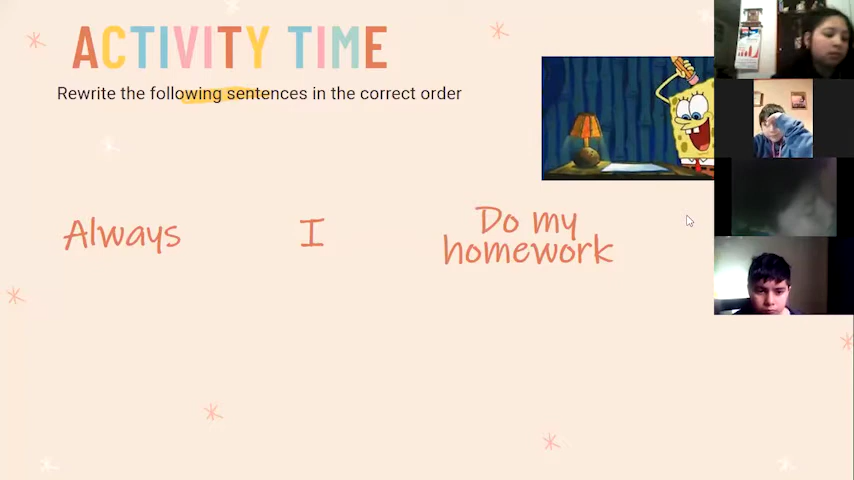 ACTIVITY TIME
Rewrite the following sentences in the correct order
Always
I
Do my
homework